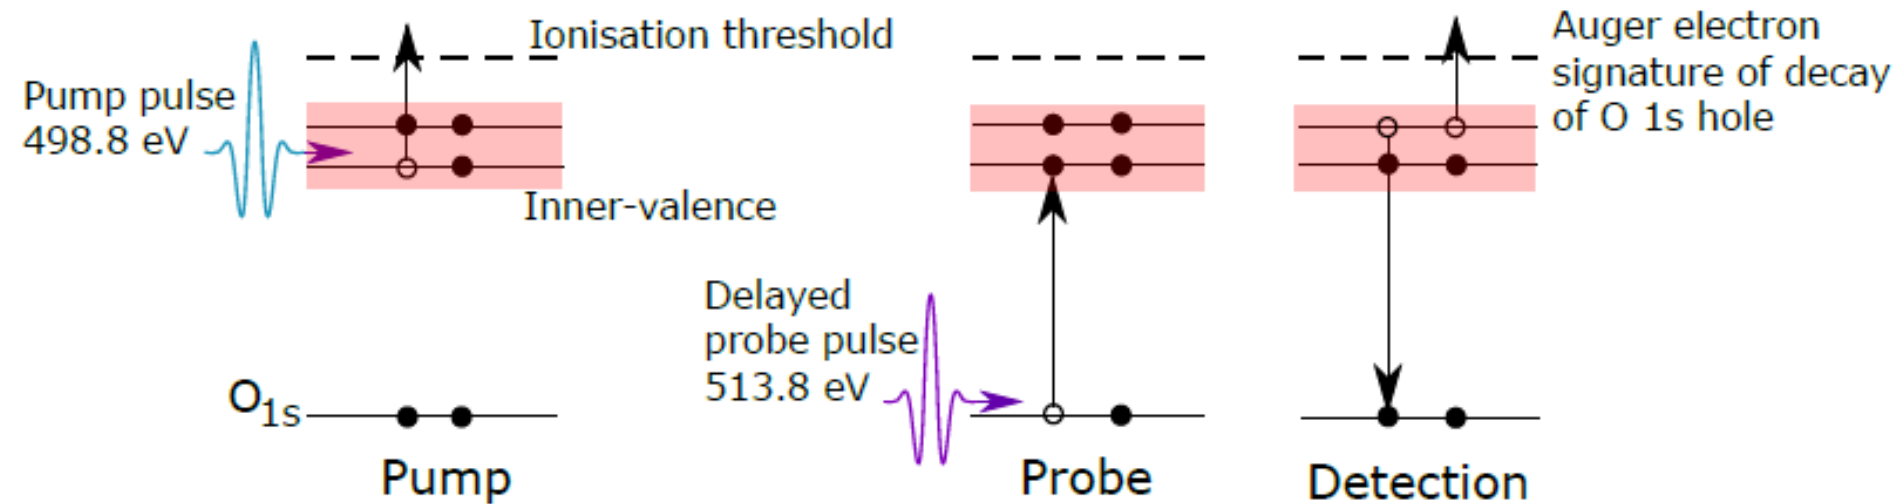 Ionisation threshold
Pump pulse
498.8 eV
Inner-valence
O1s
Pump
Delayed
probe pulse
513.8 eV
Probe
Auger electron
signature of decay
of O 1s hole
Detection